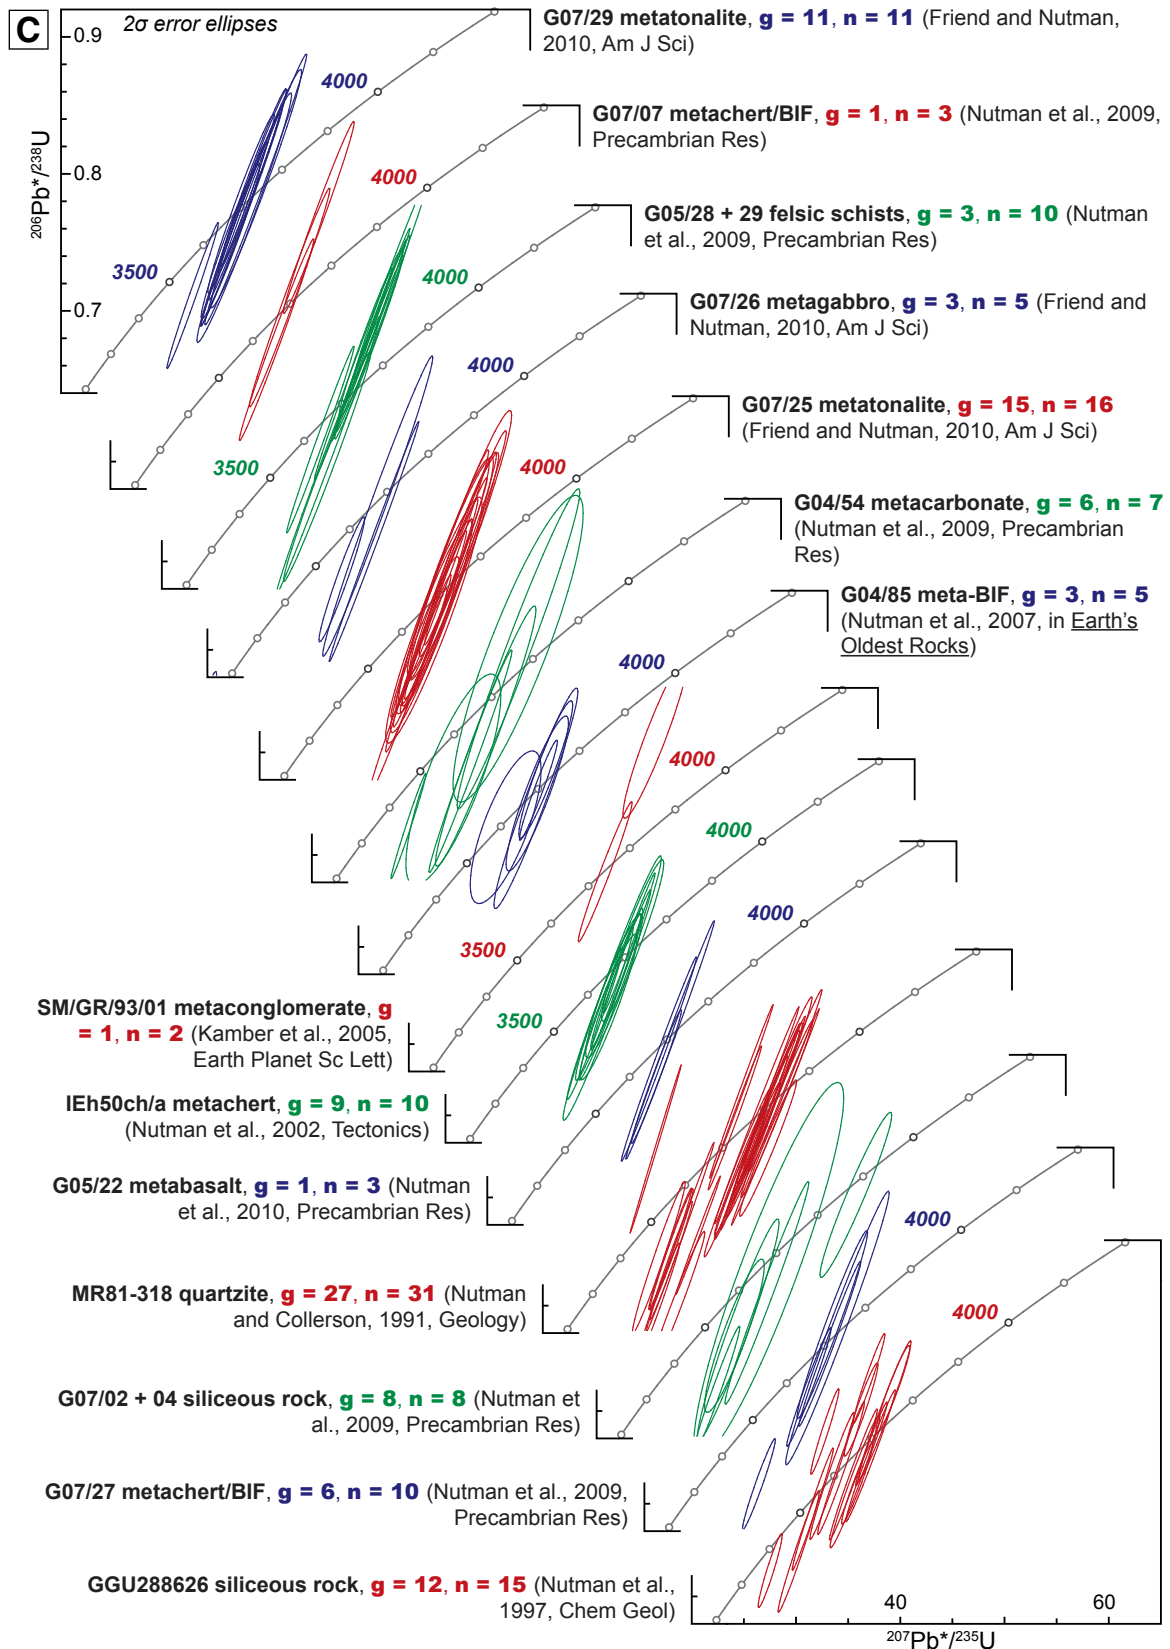 C
2σ error ellipses
0.9
0.8
0.7
206Pb*/238U
G07/29 metatonalite, g = 11, n = 11 (Friend and Nutman,
2010, Am J Sci)
4000
3500
G07/07 metachert/BIF, g = 1, n = 3 (Nutman et al., 2009,
Precambrian Res)
4000
G05/28 + 29 felsic schists, g = 3, n = 10 (Nutman
et al., 2009, Precambrian Res)
4000
3500
G07/26 metagabbro, g = 3, n = 5 (Friend and
Nutman, 2010, Am J Sci)
4000
G07/25 metatonalite, g = 15, n = 16
(Friend and Nutman, 2010, Am J Sci)
4000
G04/54 metacarbonate, g = 6, n = 7
(Nutman et al., 2009, Precambrian
Res)
G04/85 meta-BIF, g = 3, n = 5
(Nutman et al., 2007, in Earth's
Oldest Rocks)
4000
4000
3500
SM/GR/93/01 metaconglomerate, g
= 1, n = 2 (Kamber et al., 2005,
Earth Planet Sc Lett)
4000
3500
IEh50ch/a metachert, g = 9, n = 10
(Nutman et al., 2002, Tectonics)
4000
G05/22 metabasalt, g = 1, n = 3 (Nutman
et al., 2010, Precambrian Res)
MR81-318 quartzite, g = 27, n = 31 (Nutman
and Collerson, 1991, Geology)
G07/02 + 04 siliceous rock, g = 8, n = 8 (Nutman et
al., 2009, Precambrian Res)
4000
G07/27 metachert/BIF, g = 6, n = 10 (Nutman et al., 2009,
Precambrian Res)
4000
GGU288626 siliceous rock, g = 12, n = 15 (Nutman et al.,
1997, Chem Geol)
40
60
207Pb*/235U